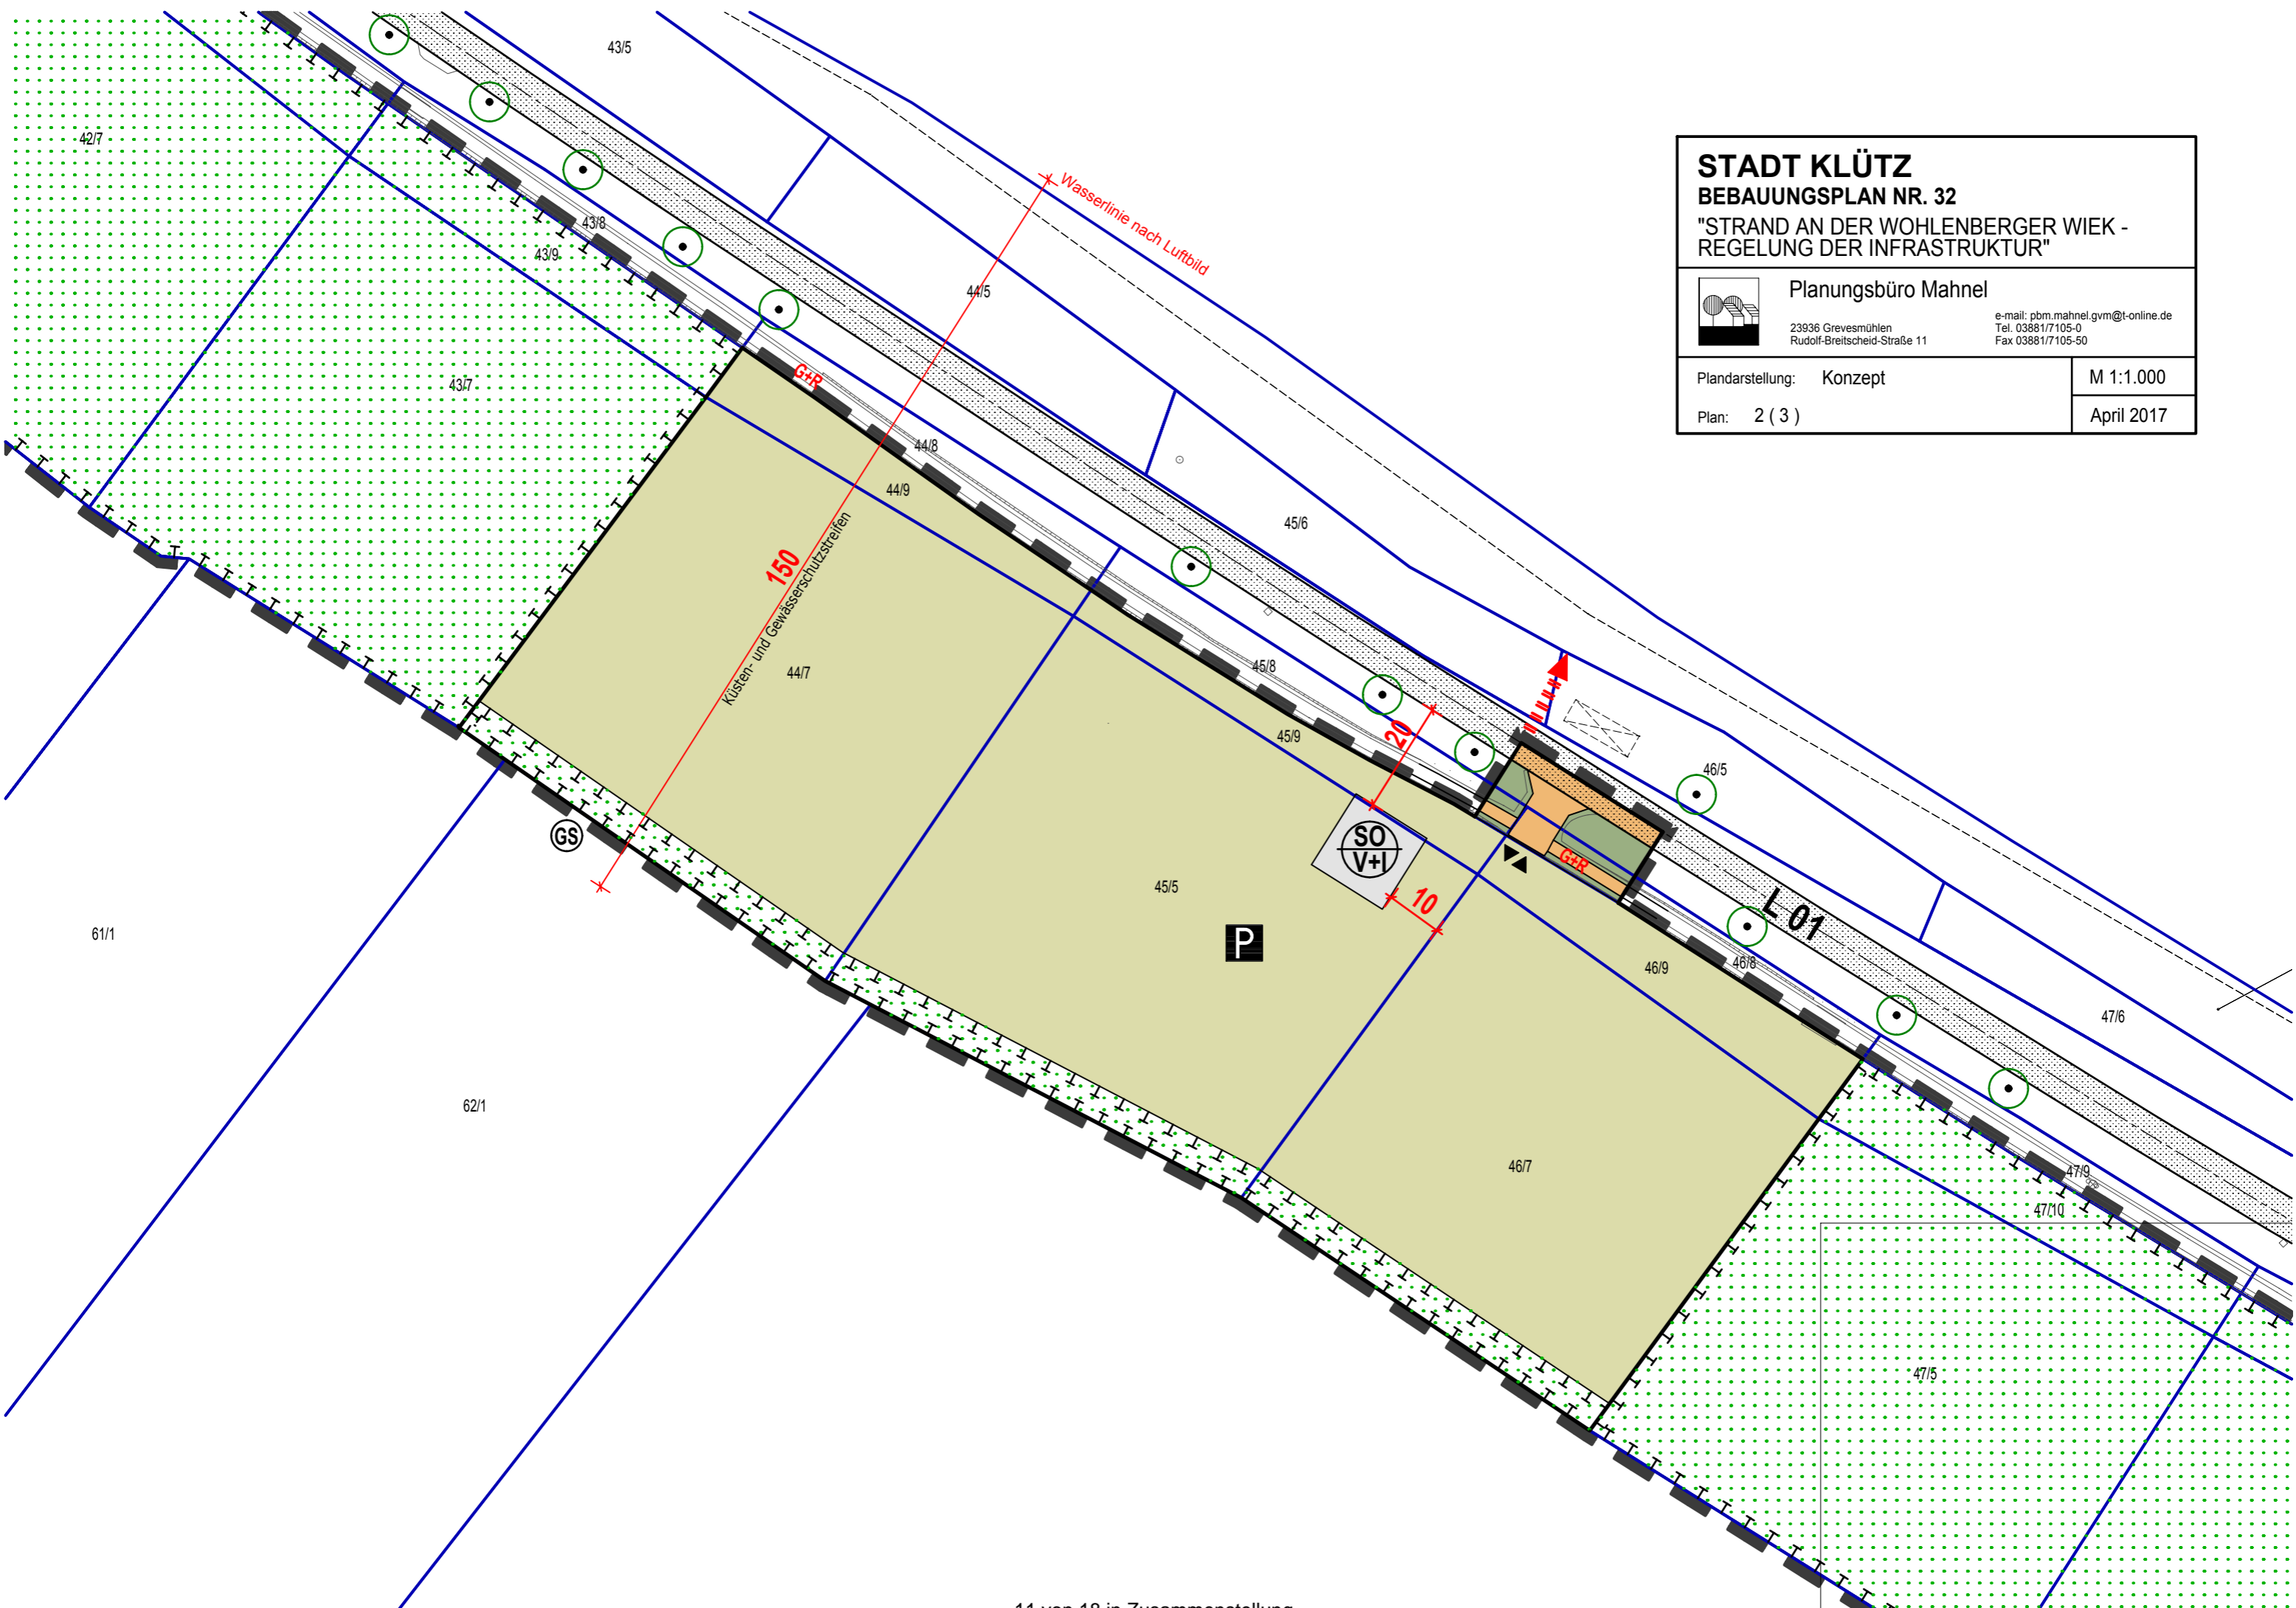 STADT KLÜTZ
BEBAUUNGSPLAN NR. 32
"STRAND AN DER WOHLENBERGER WIEK -
REGELUNG DER INFRASTRUKTUR"
Planungsbüro Mahnel
23936 Grevesmühlen
Rudolf-Breitscheid-Straße 11
e-mail: pbm.mahnel.gvm@t-online.de
Tel. 03881/7105-0
Fax 03881/7105-50
Plandarstellung: Konzept
M 1:1.000
Plan: 2 ( 3 )
April 2017
43/5
42/7
Wasserlinie nach Luftbild
43/8
43/9
44/5
43/7
G+R
44/8
44/9
45/6
150
Küsten- und Gewässerschutzstreifen
44/7
45/8
45/9
20
46/5
GS
SO
V+I
G+R
45/5
10
L 01
61/1
P
46/9
46/8
47/6
62/1
46/7
47/9
47/10
47/5
11 von 18 in Zusammenstellung